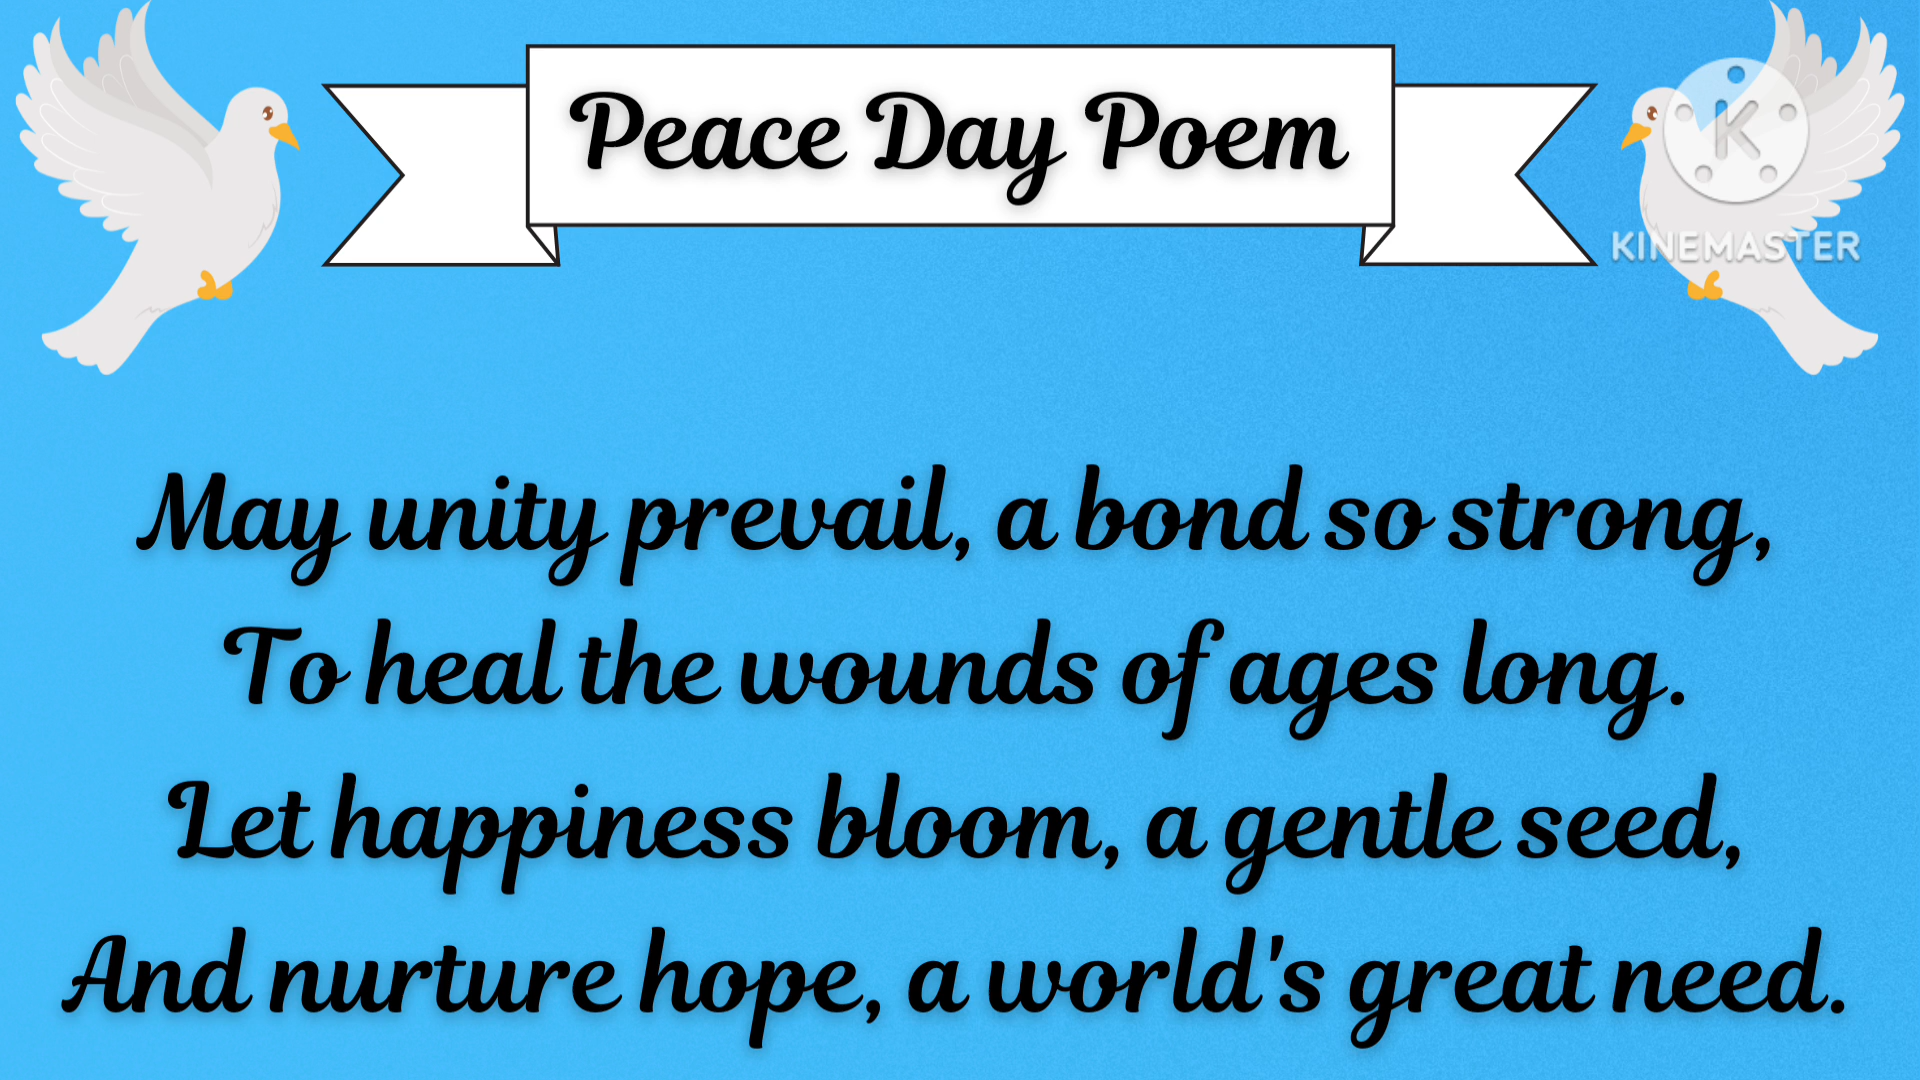 Peace Day Poem
K
KINEMASTER
May unity prevail, a bond so strong,
To heal the wounds of ages long.
Let happiness bloom, a gentle seed,
And nurture hope, a world's great need.